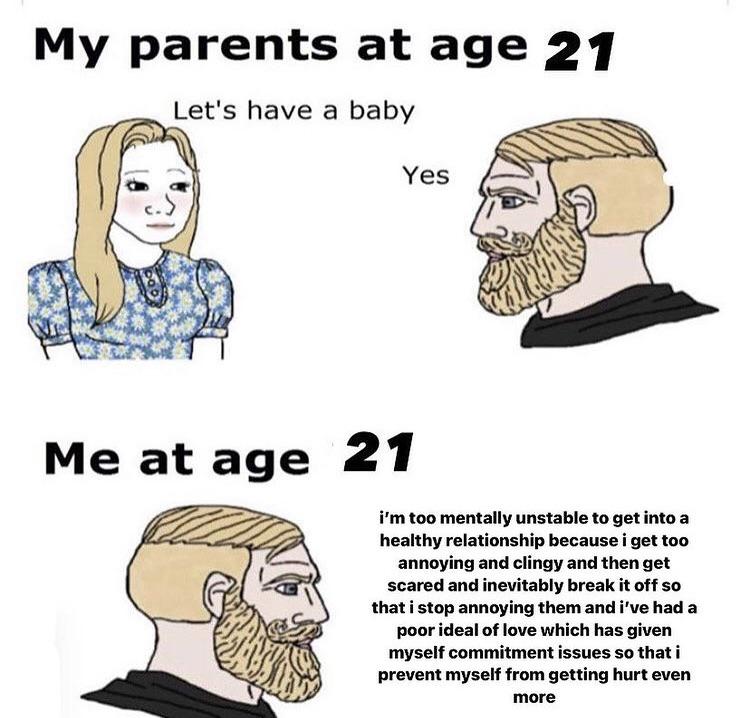 My parents at age 21
Let's have a baby
Yes
Me at age 21
i'm too mentally unstable to get into a
healthy relationship because i get too
annoying and clingy and then get
scared and inevitably break it off so
that i stop annoying them and i've had a
poor ideal of love which has given
myself commitment issues so that i
prevent myself from getting hurt even
more